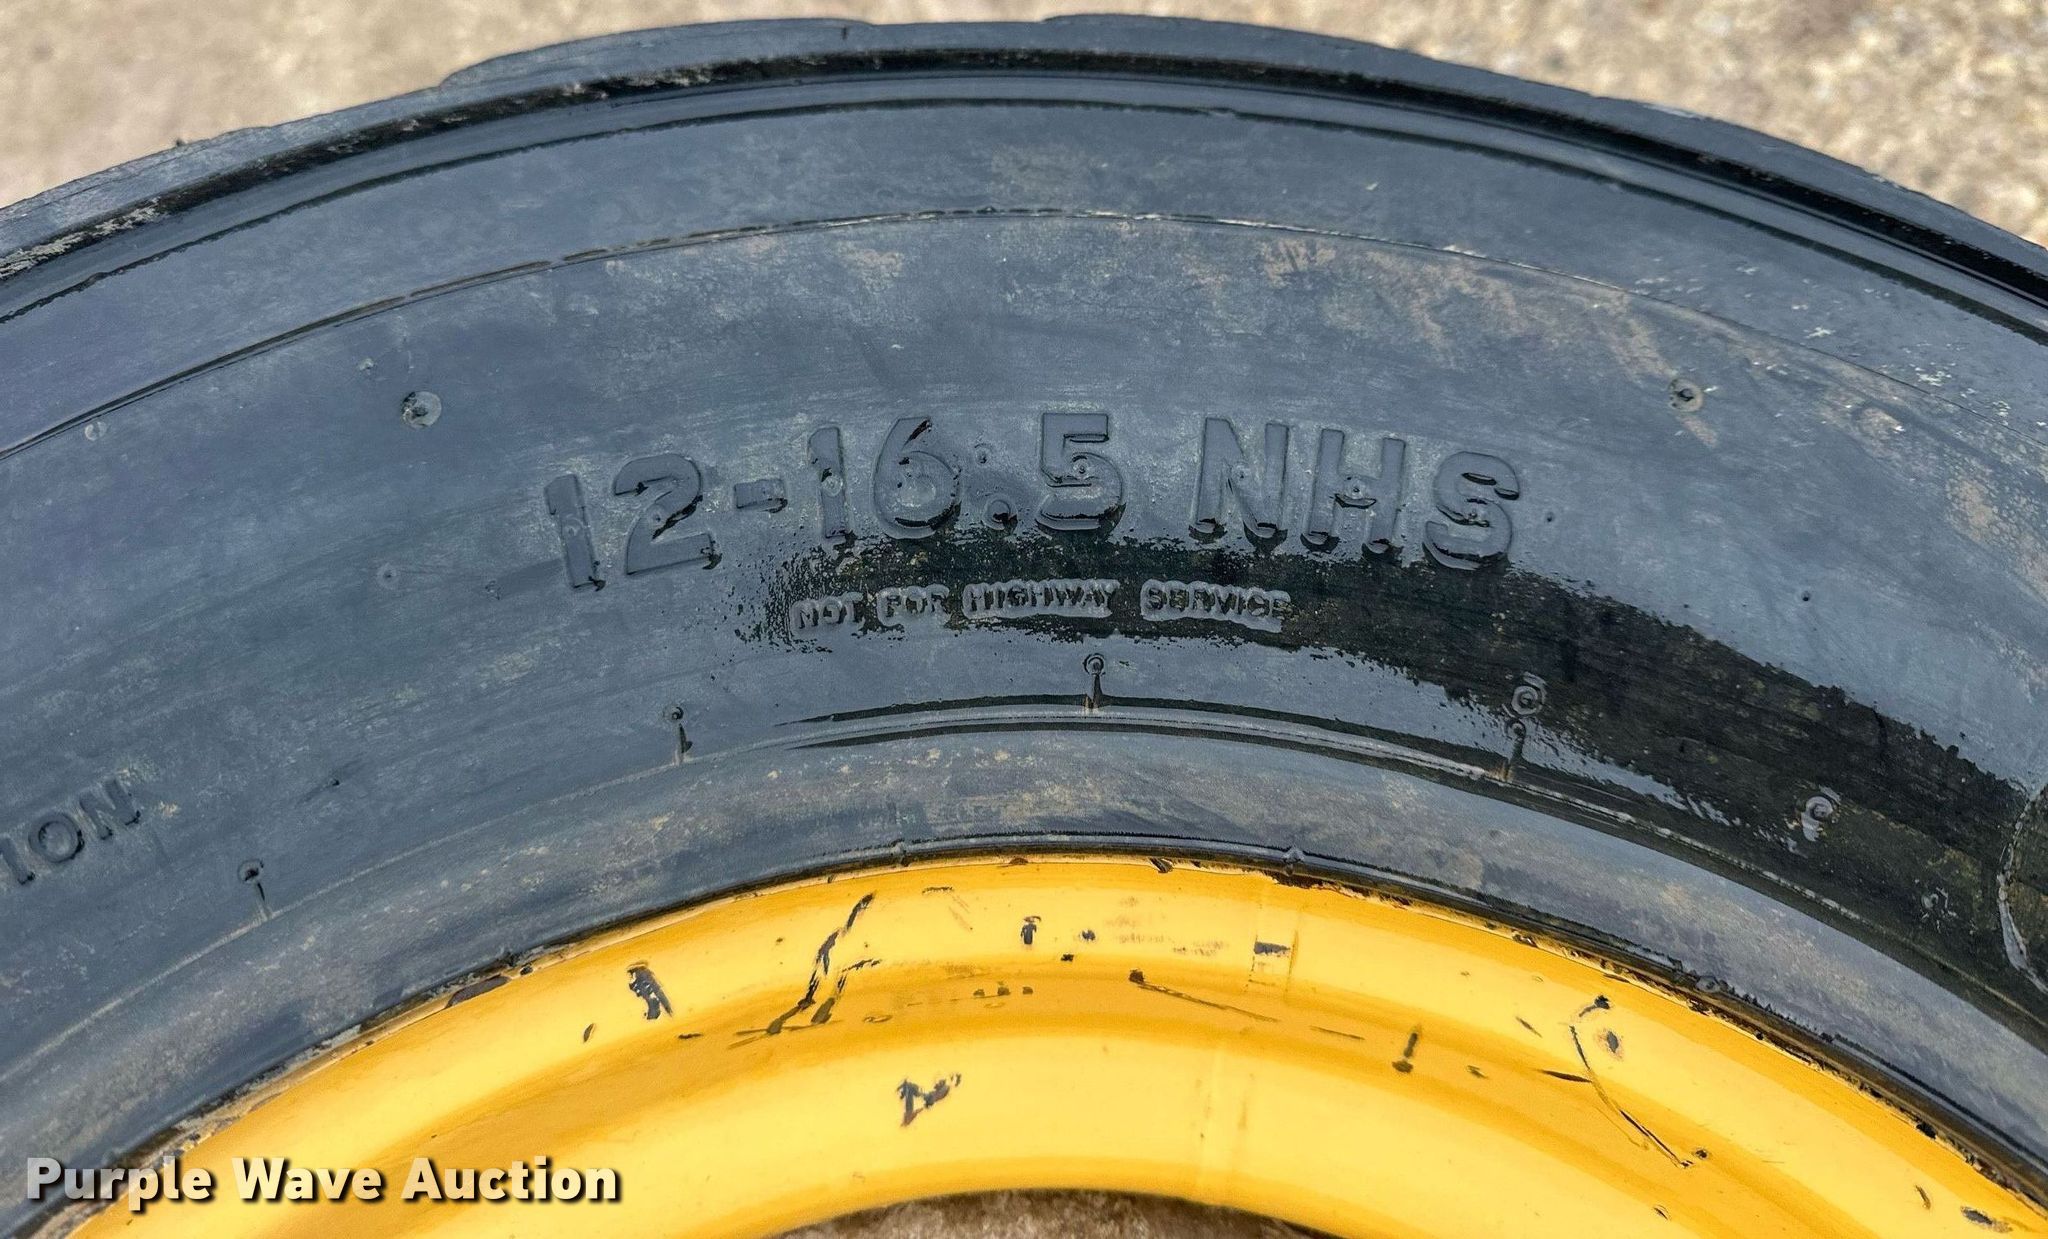 12-16.5 NHS
NOT FOR HIGHWAY SERVICE
Purple Wave Auction